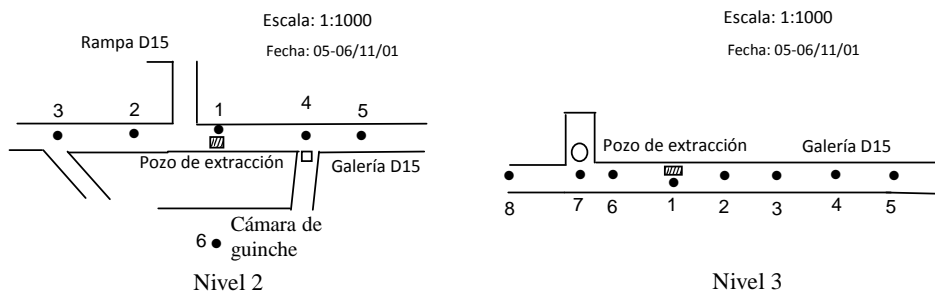 Escala: 1:1000
Rampa D15
Fecha: 05-06/11/01
3 2 1 4 5
Pozo de extracción
Galería D15
6
Cámara de
guinche
Nivel 2
Escala: 1:1000
Fecha: 05-06/11/01
Pozo de extracción
Galería D15
8 7 6 1 2 3 4 5
Nivel 3